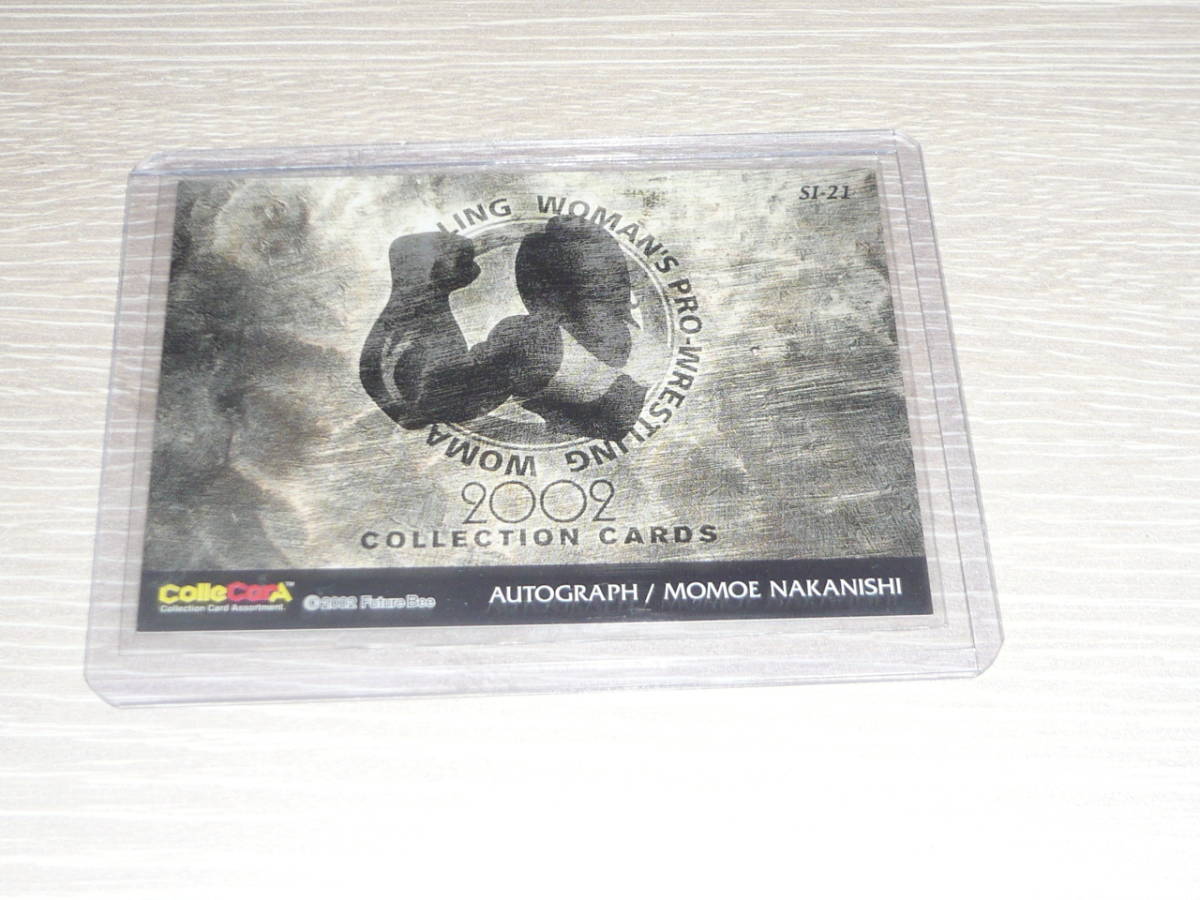 SI-21
LING WOMAN'S PRO-WRESTLING WOMA
2002
COLLECTION CARDS
ColleCarA™
Collection Card Assortment.
©2002 Future Bee
AUTOGRAPH / MOMOE NAKANISHI